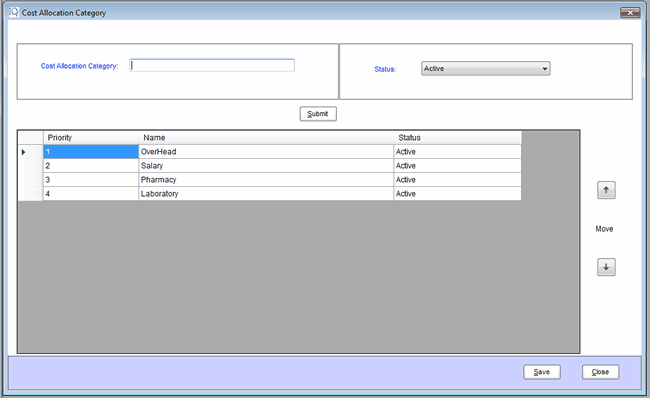 Cost Allocation Category
Cost Allocation Category:
Status: Active
Submit
Priority Name Status
1 OverHead Active
2 Salary Active
3 Pharmacy Active
4 Laboratory Active
Move
Save Close